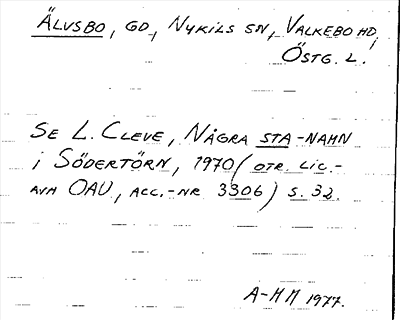 ÄLVSBO, GD, NYKILS SN, VALKEBO HD,
ÖSTG. L.
SE L. CLEVE, NÅGRA STA-NAMN
i SÖDERTÖRN, 1970 (OTR. LIC.-
AVH OAU, ACC.-NR 3306) S. 32.
A-M M 1977.